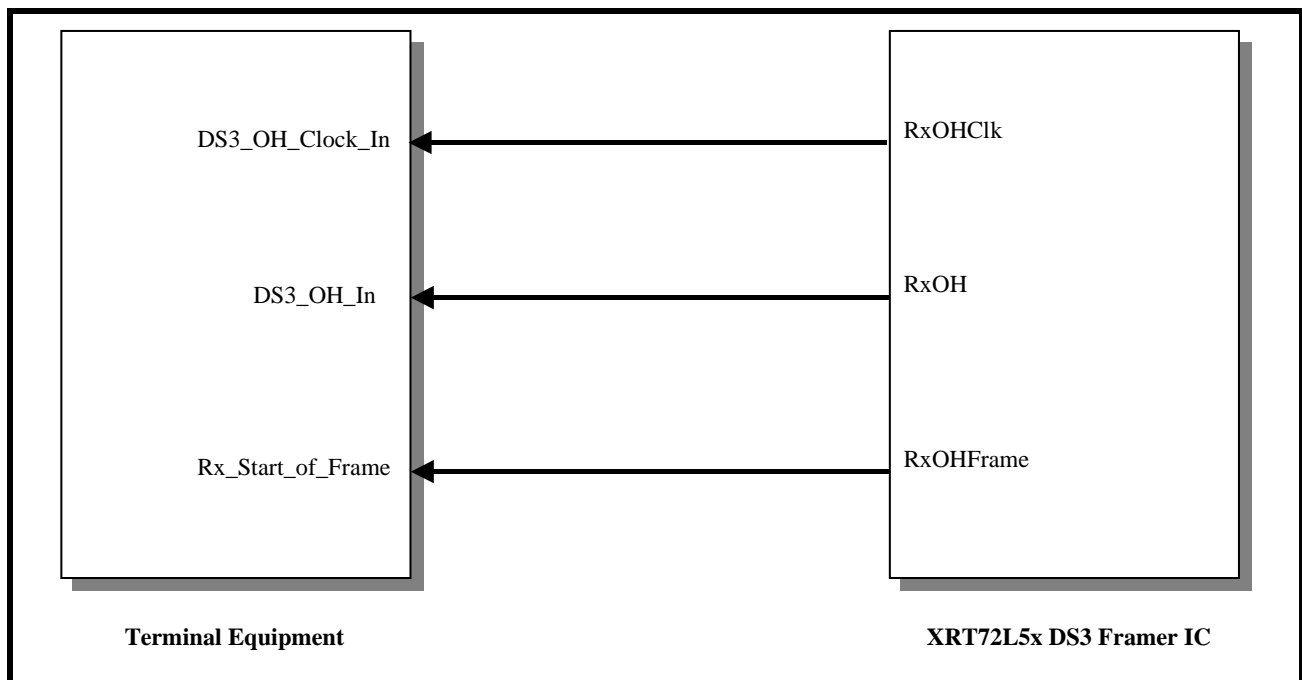 DS3_OH_Clock_In
RxOHClk
DS3_OH_In
RxOH
Rx_Start_of_Frame
RxOHFrame
Terminal Equipment
XRT72L5x DS3 Framer IC